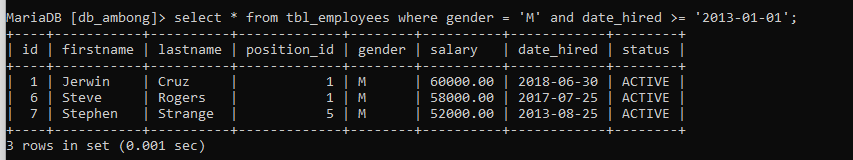 MariaDB [db_ambong]> select * from tbl_employees where gender = 'M' and date_hired >= '2013-01-01';
+----+-----------+----------+-------------+--------+----------+------------+--------+
| id | firstname | lastname | position_id | gender | salary   | date_hired | status |
+----+-----------+----------+-------------+--------+----------+------------+--------+
|  1 | Jerwin    | Cruz     |           1 | M      | 60000.00 | 2018-06-30 | ACTIVE |
|  6 | Steve     | Rogers   |           1 | M      | 58000.00 | 2017-07-25 | ACTIVE |
|  7 | Stephen   | Strange  |           5 | M      | 52000.00 | 2013-08-25 | ACTIVE |
+----+-----------+----------+-------------+--------+----------+------------+--------+
3 rows in set (0.001 sec)